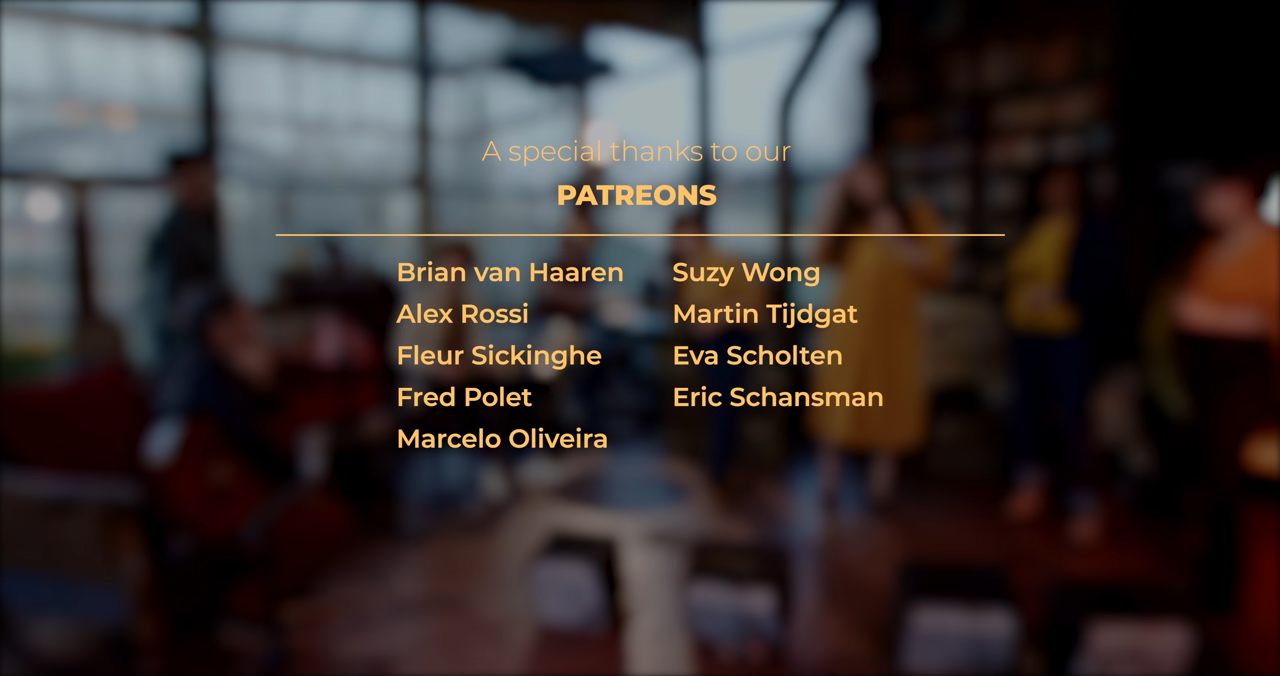 A special thanks to our
PATREONS
Brian van Haaren
Alex Rossi
Fleur Sickinghe
Fred Polet
Marcelo Oliveira
Suzy Wong
Martin Tijdgat
Eva Scholten
Eric Schansman